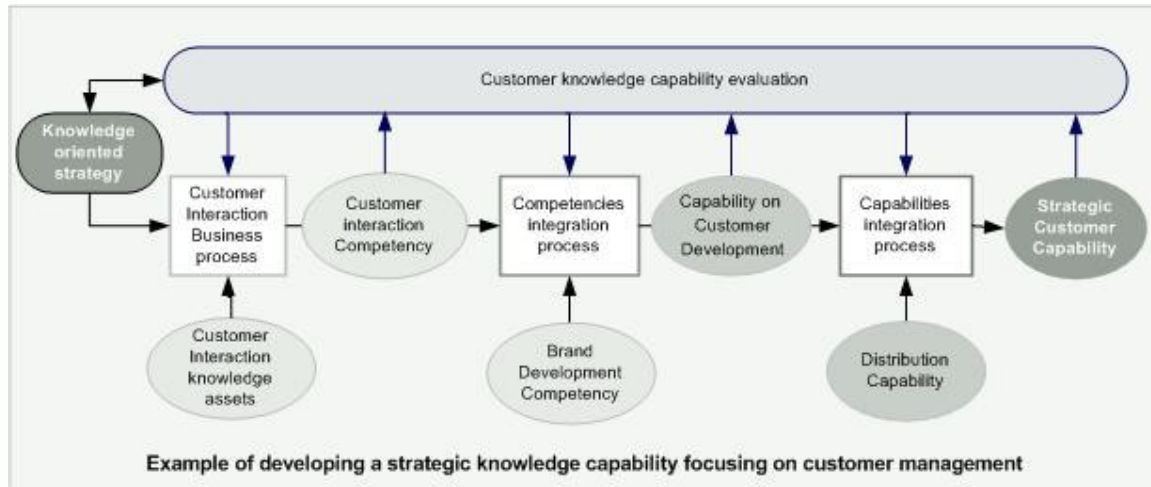 Customer knowledge capability evaluation
Knowledge
oriented
strategy
Customer
Interaction
Business
process
Customer
interaction
Competency
Competencies
integration
process
Capability on
Customer
Development
Capabilities
integration
process
Strategic
Customer
Capability
Customer
Interaction
knowledge
assets
Brand
Development
Competency
Distribution
Capability
Example of developing a strategic knowledge capability focusing on customer management